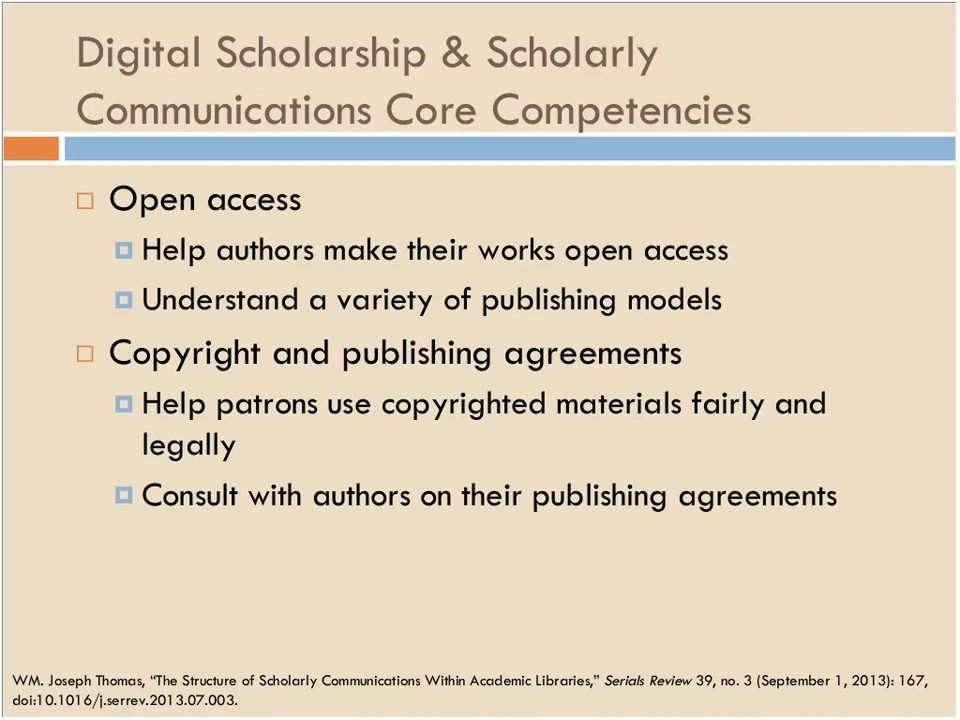 Digital Scholarship & Scholarly
Communications Core Competencies
Open access
Help authors make their works open access
Understand a variety of publishing models
Copyright and publishing agreements
Help patrons use copyrighted materials fairly and
legally
Consult with authors on their publishing agreements
WM. Joseph Thomas, “The Structure of Scholarly Communications Within Academic Libraries,” Serials Review 39, no. 3 (September 1, 2013): 167,
doi:10.1016/j.serrev.2013.07.003.